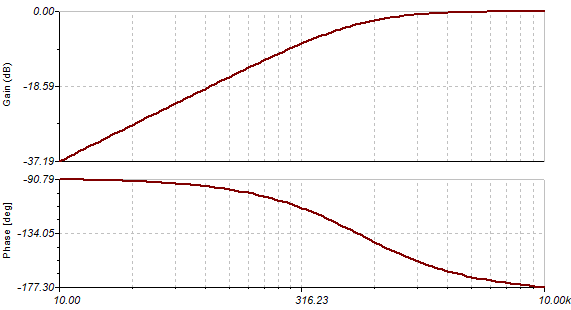 0.00
Gain (dB)
-18.59
-37.19
-90.79
Phase [deg]
-134.05
-177.30
10.00 316.23 10.00k